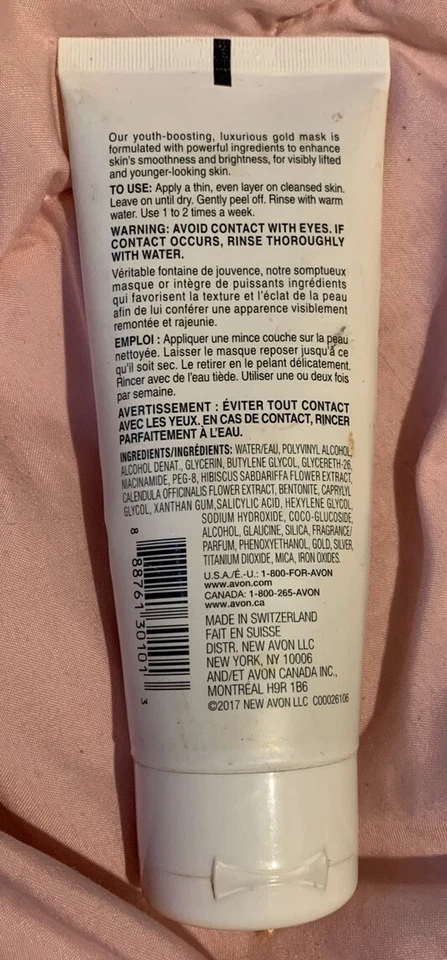 Our youth-boosting, luxurious gold mask is
formulated with powerful ingredients to enhance
skin's smoothness and brightness, for visibly lifted
and younger-looking skin.
TO USE: Apply a thin, even layer on cleansed skin.
Leave on until dry. Gently peel off. Rinse with warm
water. Use 1 to 2 times a week.
WARNING: AVOID CONTACT WITH EYES. IF
CONTACT OCCURS, RINSE THOROUGHLY
WITH WATER.
Véritable fontaine de jouvence, notre somptueux
masque or intègre de puissants ingrédients
qui favorisent la texture et l'éclat de la peau
afin de lui conférer une apparence visiblement
remontée et rajeunie.
EMPLOI : Appliquer une mince couche sur la peau
nettoyée. Laisser le masque reposer jusqu'à ce
qu'il soit sec. Le retirer en le pelant délicatement.
Rincer avec de l'eau tiède. Utiliser une ou deux fois
par semaine.
AVERTISSEMENT : ÉVITER TOUT CONTACT
AVEC LES YEUX. EN CAS DE CONTACT, RINCER
PARFAITEMENT À L'EAU.
INGREDIENTS/INGRÉDIENTS: WATER/EAU, POLYVINYL ALCOHOL,
ALCOHOL DENAT., GLYCERIN, BUTYLENE GLYCOL, GLYCERETH-26,
NIACINAMIDE, PEG-8, HIBISCUS SABDARIFFA FLOWER EXTRACT,
CALENDULA OFFICINALIS FLOWER EXTRACT, BENTONITE, CAPRYLYL
GLYCOL, XANTHAN GUM,SALICYLIC ACID, HEXYLENE GLYCOL,
SODIUM HYDROXIDE, COCO-GLUCOSIDE,
ALCOHOL, GLAUCINE, SILICA, FRAGRANCE/
PARFUM, PHENOXYETHANOL, GOLD, SILVER,
TITANIUM DIOXIDE, MICA, IRON OXIDES.
U.S.A./É.-U.: 1-800-FOR-AVON
www.avon.com
CANADA: 1-800-265-AVON
www.avon.ca
MADE IN SWITZERLAND
FAIT EN SUISSE
DISTR. NEW AVON LLC
NEW YORK, NY 10006
AND/ET AVON CANADA INC.,
MONTRÉAL H9R 1B6
©2017 NEW AVON LLC C00026106
8 88761 30101 3